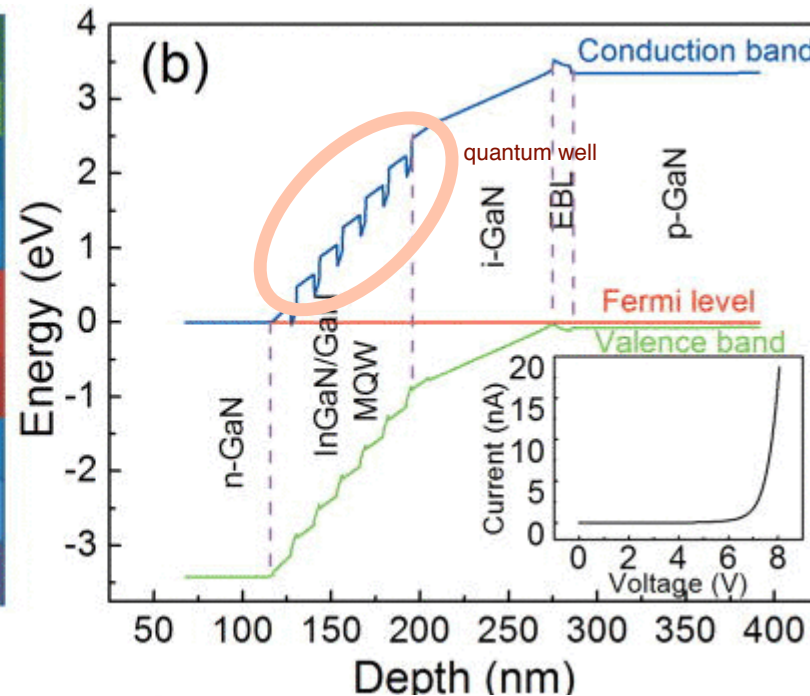 (b)
Conduction band
quantum well
i-GaN
EBL
p-GaN
Fermi level
Valence band
n-GaN
InGaN/GaN
MQW
Energy (eV)
4
3
2
1
0
-1
-2
-3
50 100 150 200 250 300 350 400
Depth (nm)
Current (nA)
20
15
10
5
0
0 2 4 6 8
Voltage (V)